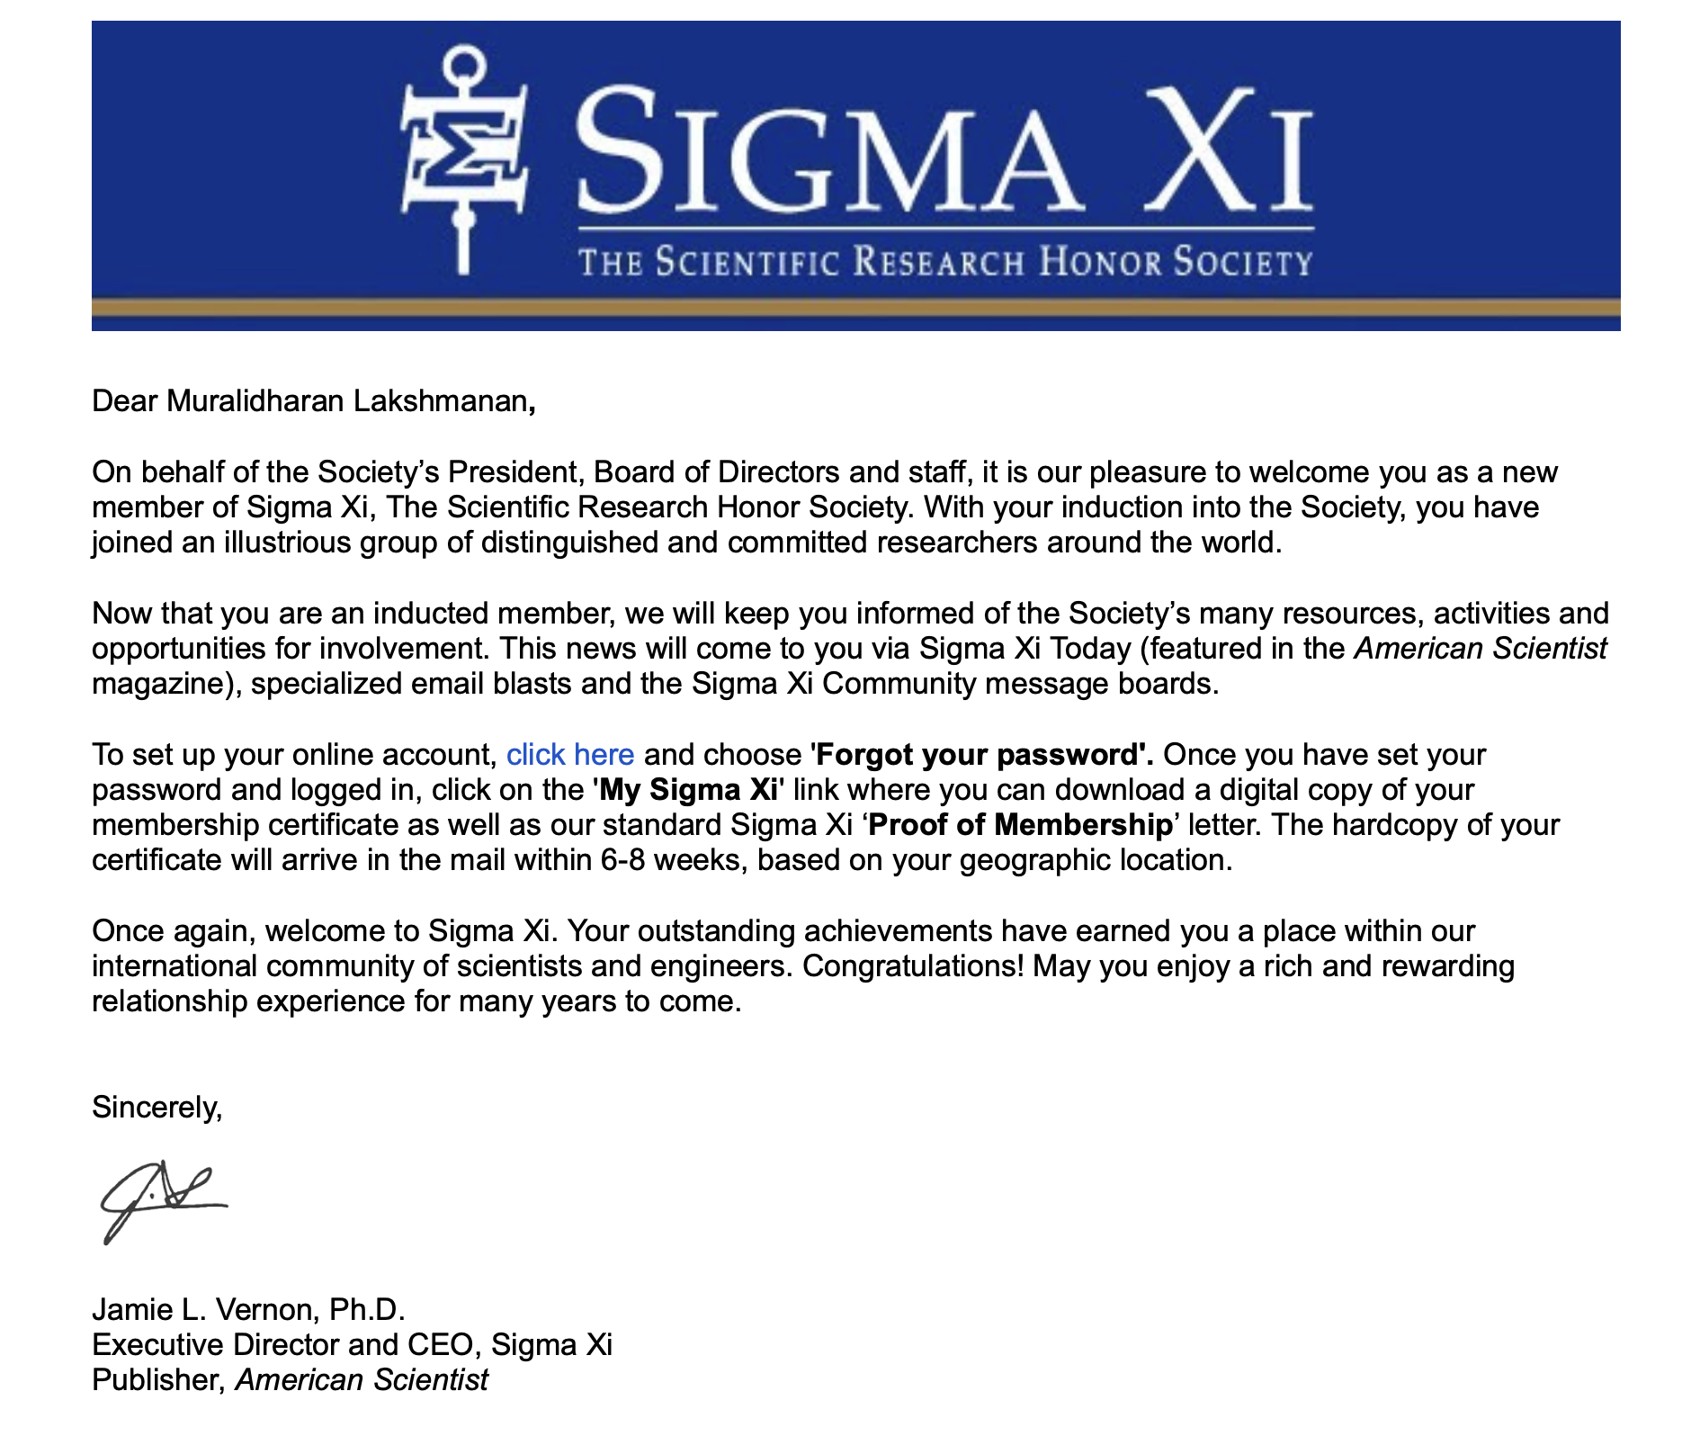 SIGMA XI
THE SCIENTIFIC RESEARCH HONOR SOCIETY
Dear Muralidharan Lakshmanan,
On behalf of the Society’s President, Board of Directors and staff, it is our pleasure to welcome you as a new
member of Sigma Xi, The Scientific Research Honor Society. With your induction into the Society, you have
joined an illustrious group of distinguished and committed researchers around the world.
Now that you are an inducted member, we will keep you informed of the Society’s many resources, activities and
opportunities for involvement. This news will come to you via Sigma Xi Today (featured in the American Scientist
magazine), specialized email blasts and the Sigma Xi Community message boards.
To set up your online account, click here and choose 'Forgot your password'. Once you have set your
password and logged in, click on the 'My Sigma Xi' link where you can download a digital copy of your
membership certificate as well as our standard Sigma Xi ‘Proof of Membership’ letter. The hardcopy of your
certificate will arrive in the mail within 6-8 weeks, based on your geographic location.
Once again, welcome to Sigma Xi. Your outstanding achievements have earned you a place within our
international community of scientists and engineers. Congratulations! May you enjoy a rich and rewarding
relationship experience for many years to come.
Sincerely,
Jamie L. Vernon, Ph.D.
Executive Director and CEO, Sigma Xi
Publisher, American Scientist